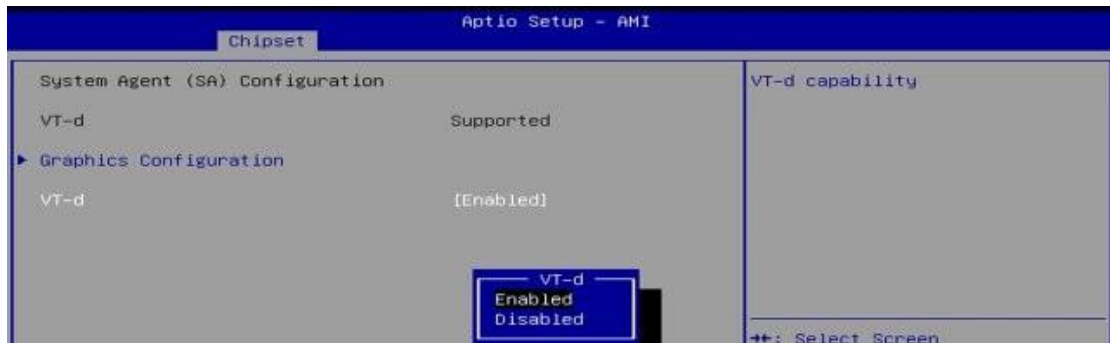 Aptio Setup - AMI
Chipset
System Agent (SA) Configuration
VT-d capability
VT-d Supported
Graphics Configuration
VT-d [Enabled]
VT-d
Enabled
Disabled
→←: Select Screen